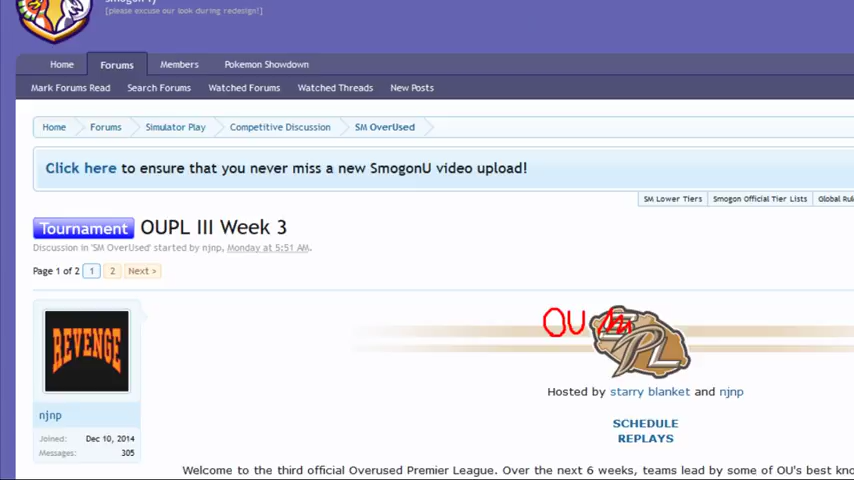 [please excuse our look during redesign!]
Home Forums Members Pokemon Showdown
Mark Forums Read Search Forums Watched Forums Watched Threads New Posts
Home Forums Simulator Play Competitive Discussion SM OverUsed
Click here to ensure that you never miss a new SmogonU video upload!
SM Lower Tiers Smogon Official Tier Lists Global Rul
Tournament OUPL III Week 3
Discussion in 'SM OverUsed' started by njnp, Monday at 5:51 AM.
Page 1 of 2 1 2 Next >
OU
PL
REVENGE
Hosted by starry blanket and njnp
njnp
SCHEDULE
Joined: Dec 10, 2014
REPLAYS
Messages: 305
Welcome to the third official Overused Premier League. Over the next 6 weeks, teams lead by some of OU's best kno